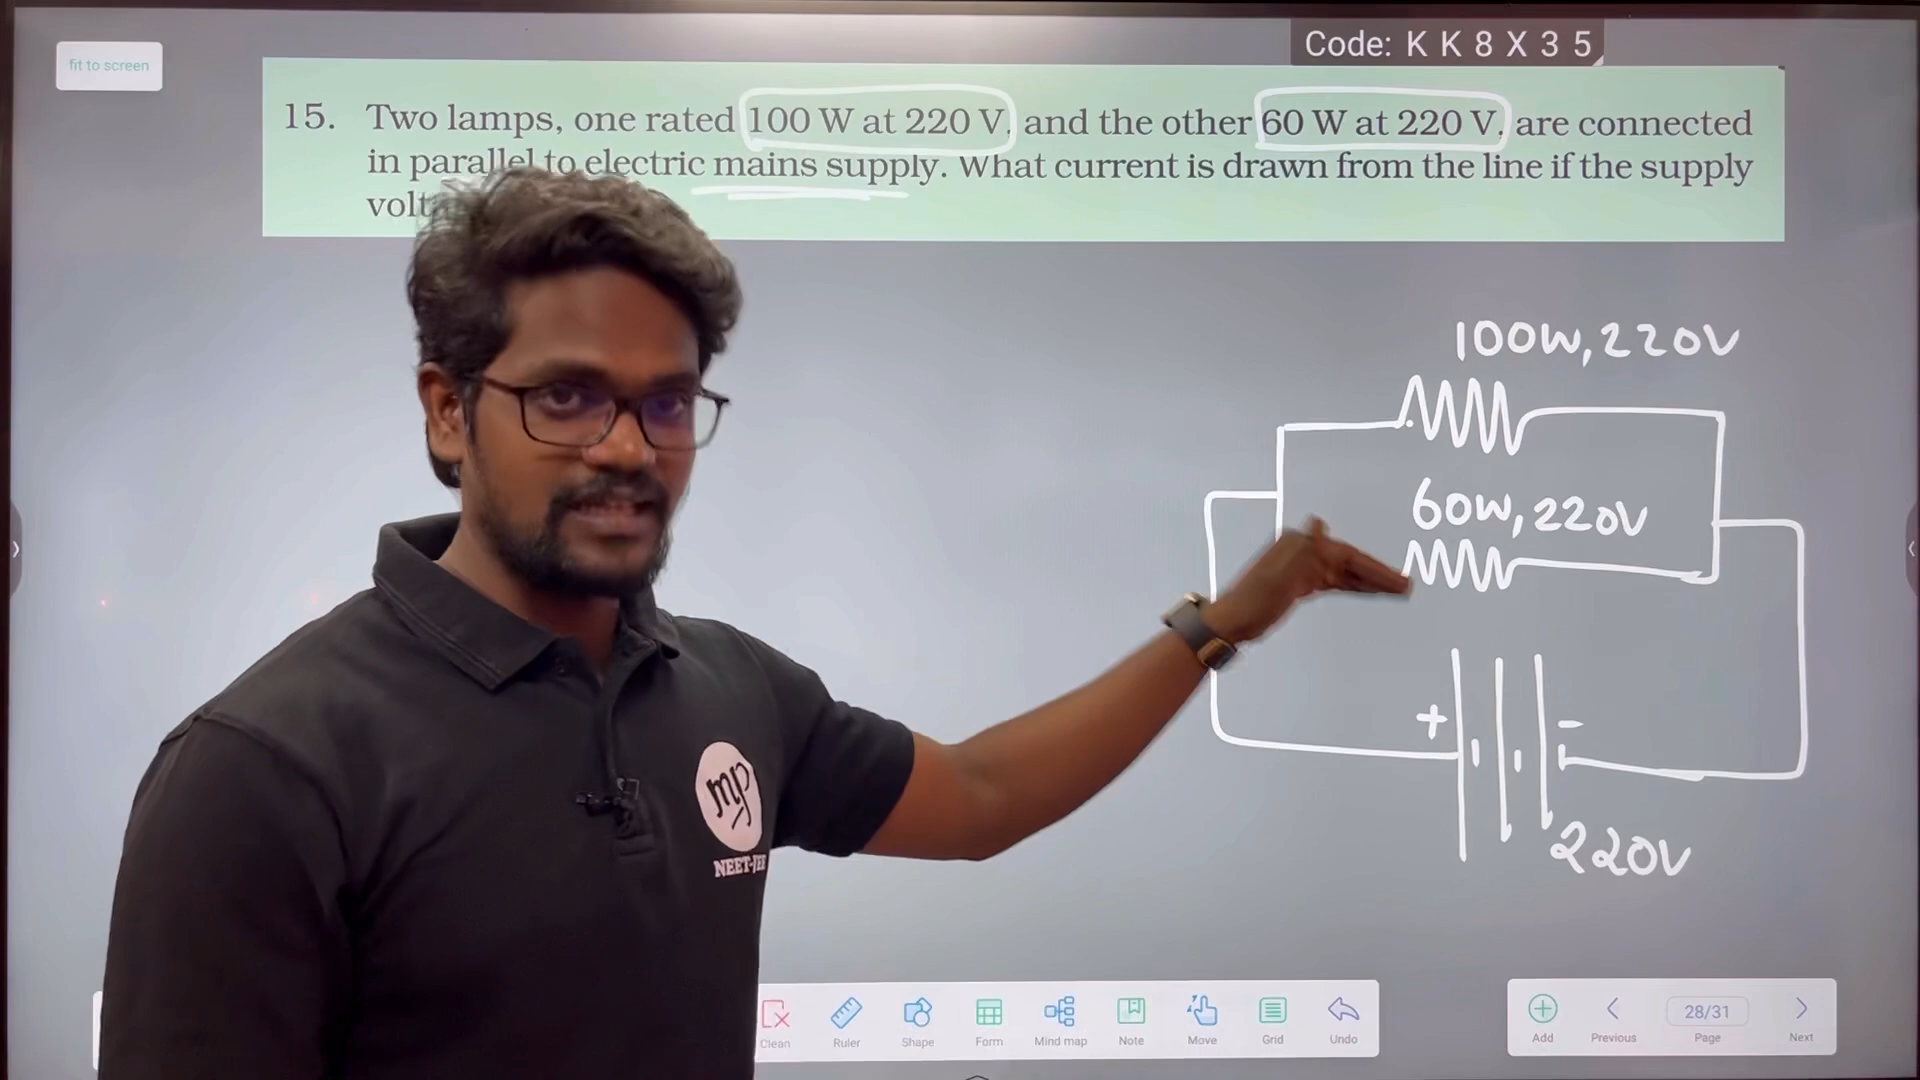 Code: K K 8 X 3 5
fit to screen
15. Two lamps, one rated 100 W at 220 V, and the other 60 W at 220 V, are connected
in parallel to electric mains supply. What current is drawn from the line if the supply
100W, 220V
60W, 220V
+ -
220V
mp
NEET-JEE
Clean Ruler Shape Form Mind map Note Move Grid Undo
Add Previous 28/31 Page Next